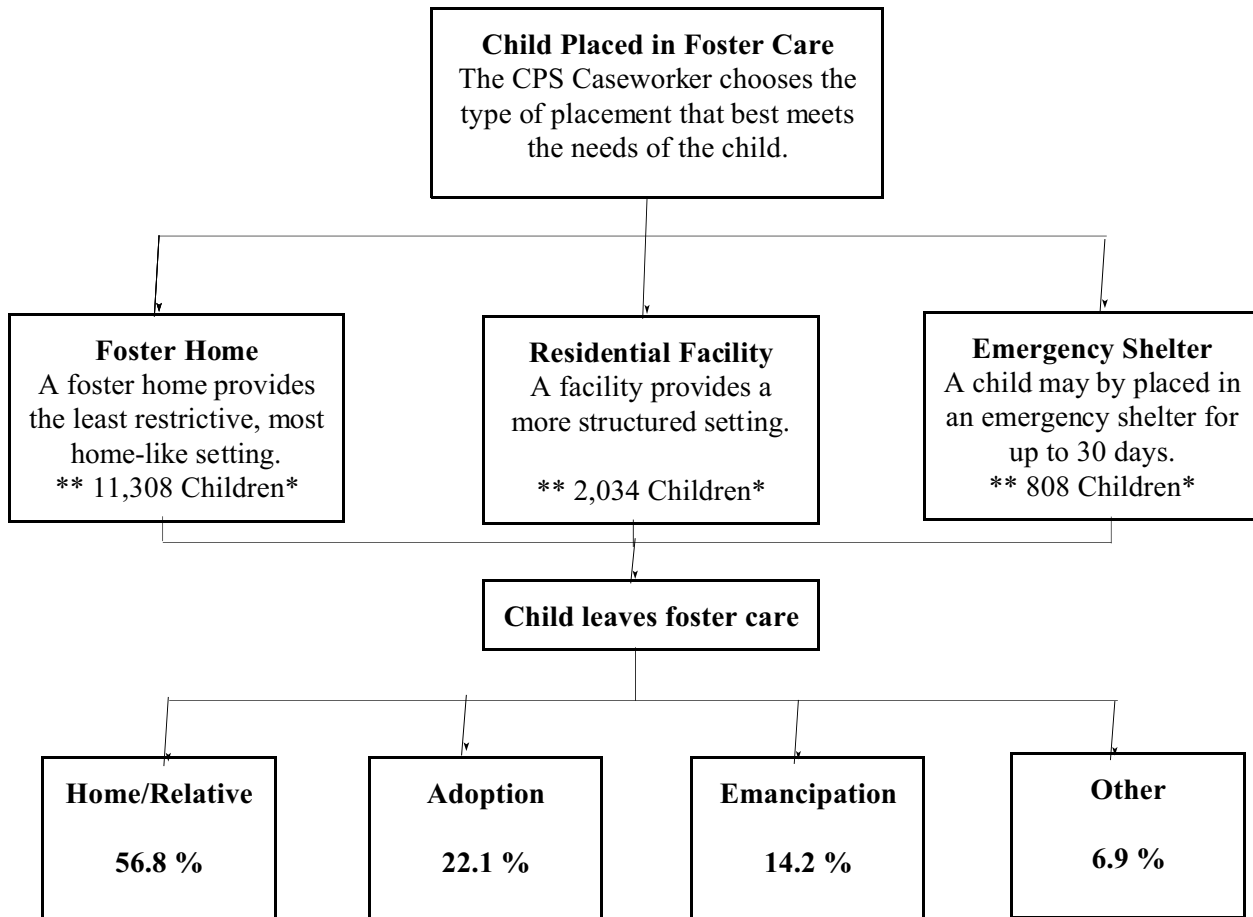 Child Placed in Foster Care
The CPS Caseworker chooses the
type of placement that best meets
the needs of the child.
Foster Home
A foster home provides
the least restrictive, most
home-like setting.
** 11,308 Children*
Residential Facility
A facility provides a
more structured setting.
** 2,034 Children*
Emergency Shelter
A child may by placed in
an emergency shelter for
up to 30 days.
** 808 Children*
Child leaves foster care
Home/Relative
56.8 %
Adoption
22.1 %
Emancipation
14.2 %
Other
6.9 %